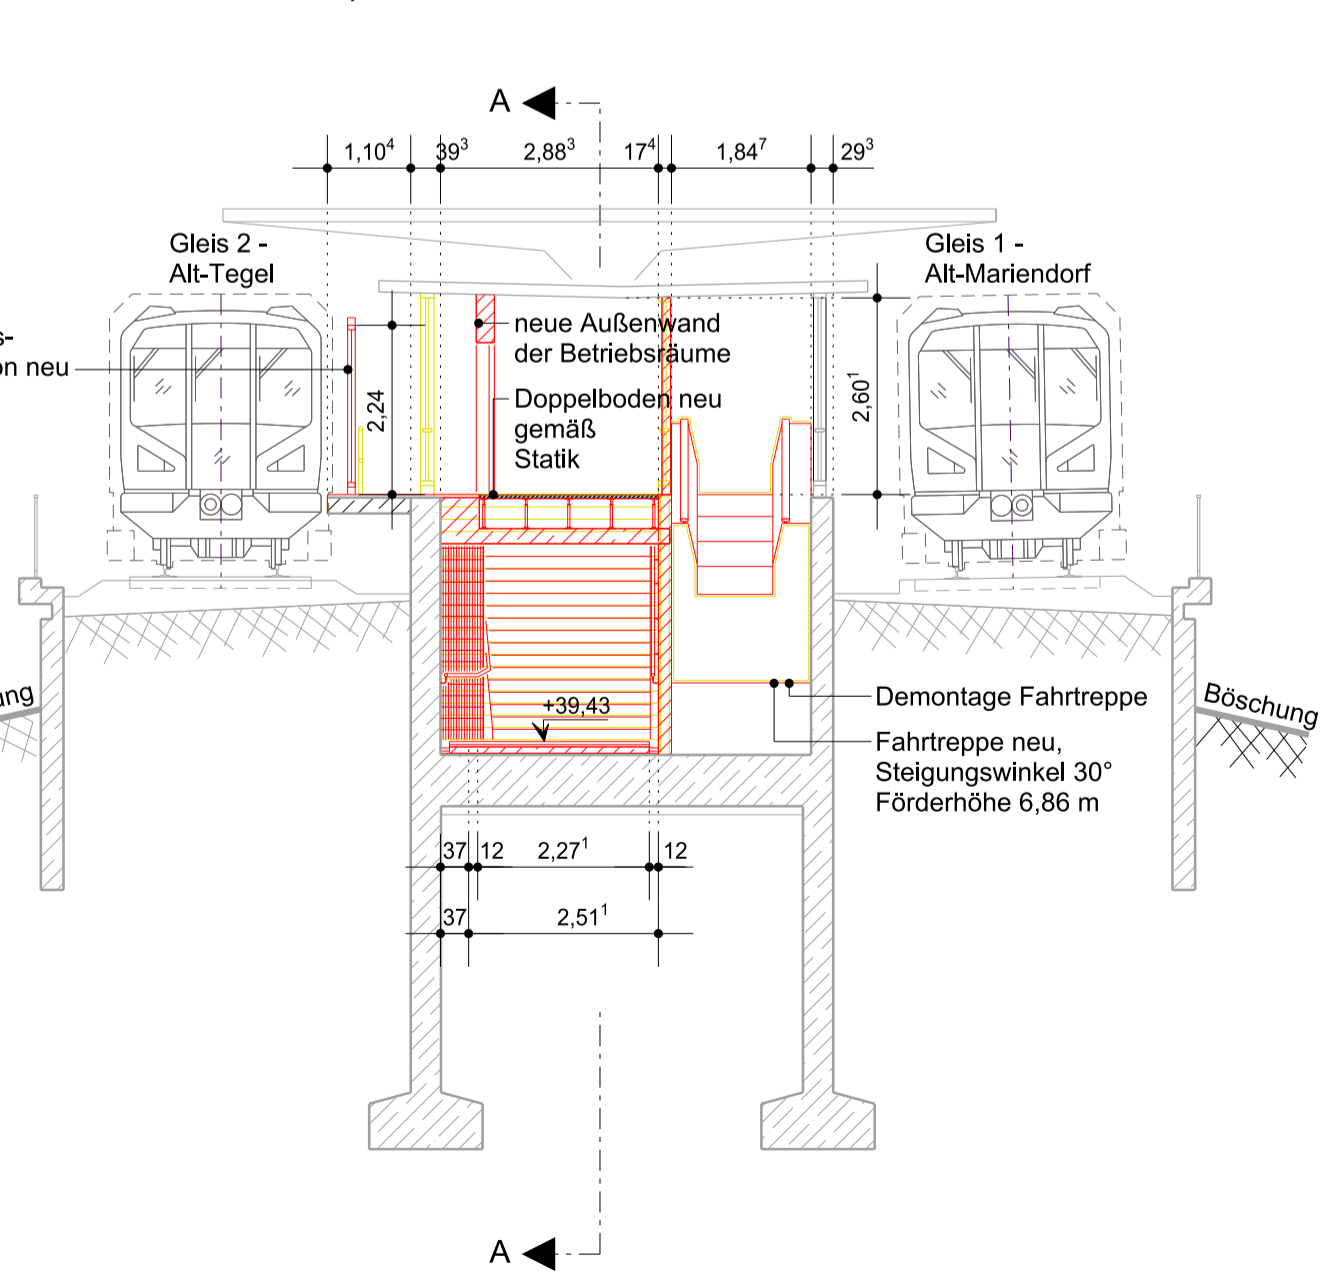 A
1,10⁴ 39³ 2,88³ 17⁴ 1,84⁷ 29³
Gleis 2 -
Alt-Tegel
Gleis 1 -
Alt-Mariendorf
s-
on neu
neue Außenwand
der Betriebsräume
Doppelboden neu
gemäß
Statik
2,24
2,60¹
ung
+39,43
Demontage Fahrtreppe
Fahrtreppe neu,
Steigungswinkel 30°
Förderhöhe 6,86 m
Böschung
37 12 2,27¹ 12
37 2,51¹
A